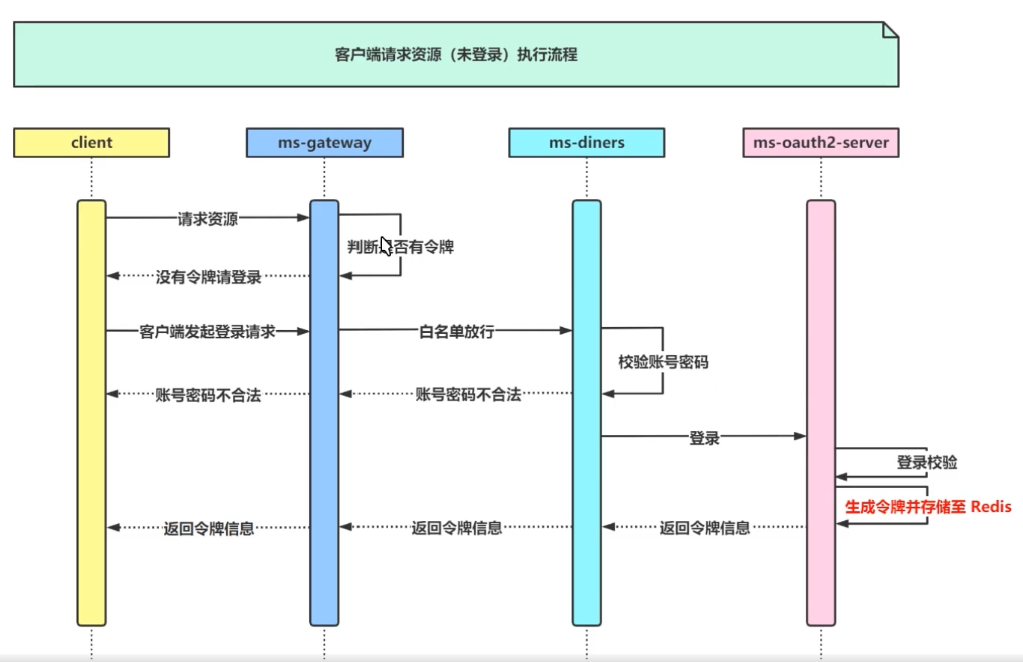 客户端请求资源（未登录）执行流程
client
ms-gateway
ms-diners
ms-oauth2-server
请求资源
判断是否有令牌
没有令牌请登录
客户端发起登录请求
白名单放行
校验账号密码
账号密码不合法
账号密码不合法
登录
登录校验
生成令牌并存储至 Redis
返回令牌信息
返回令牌信息
返回令牌信息